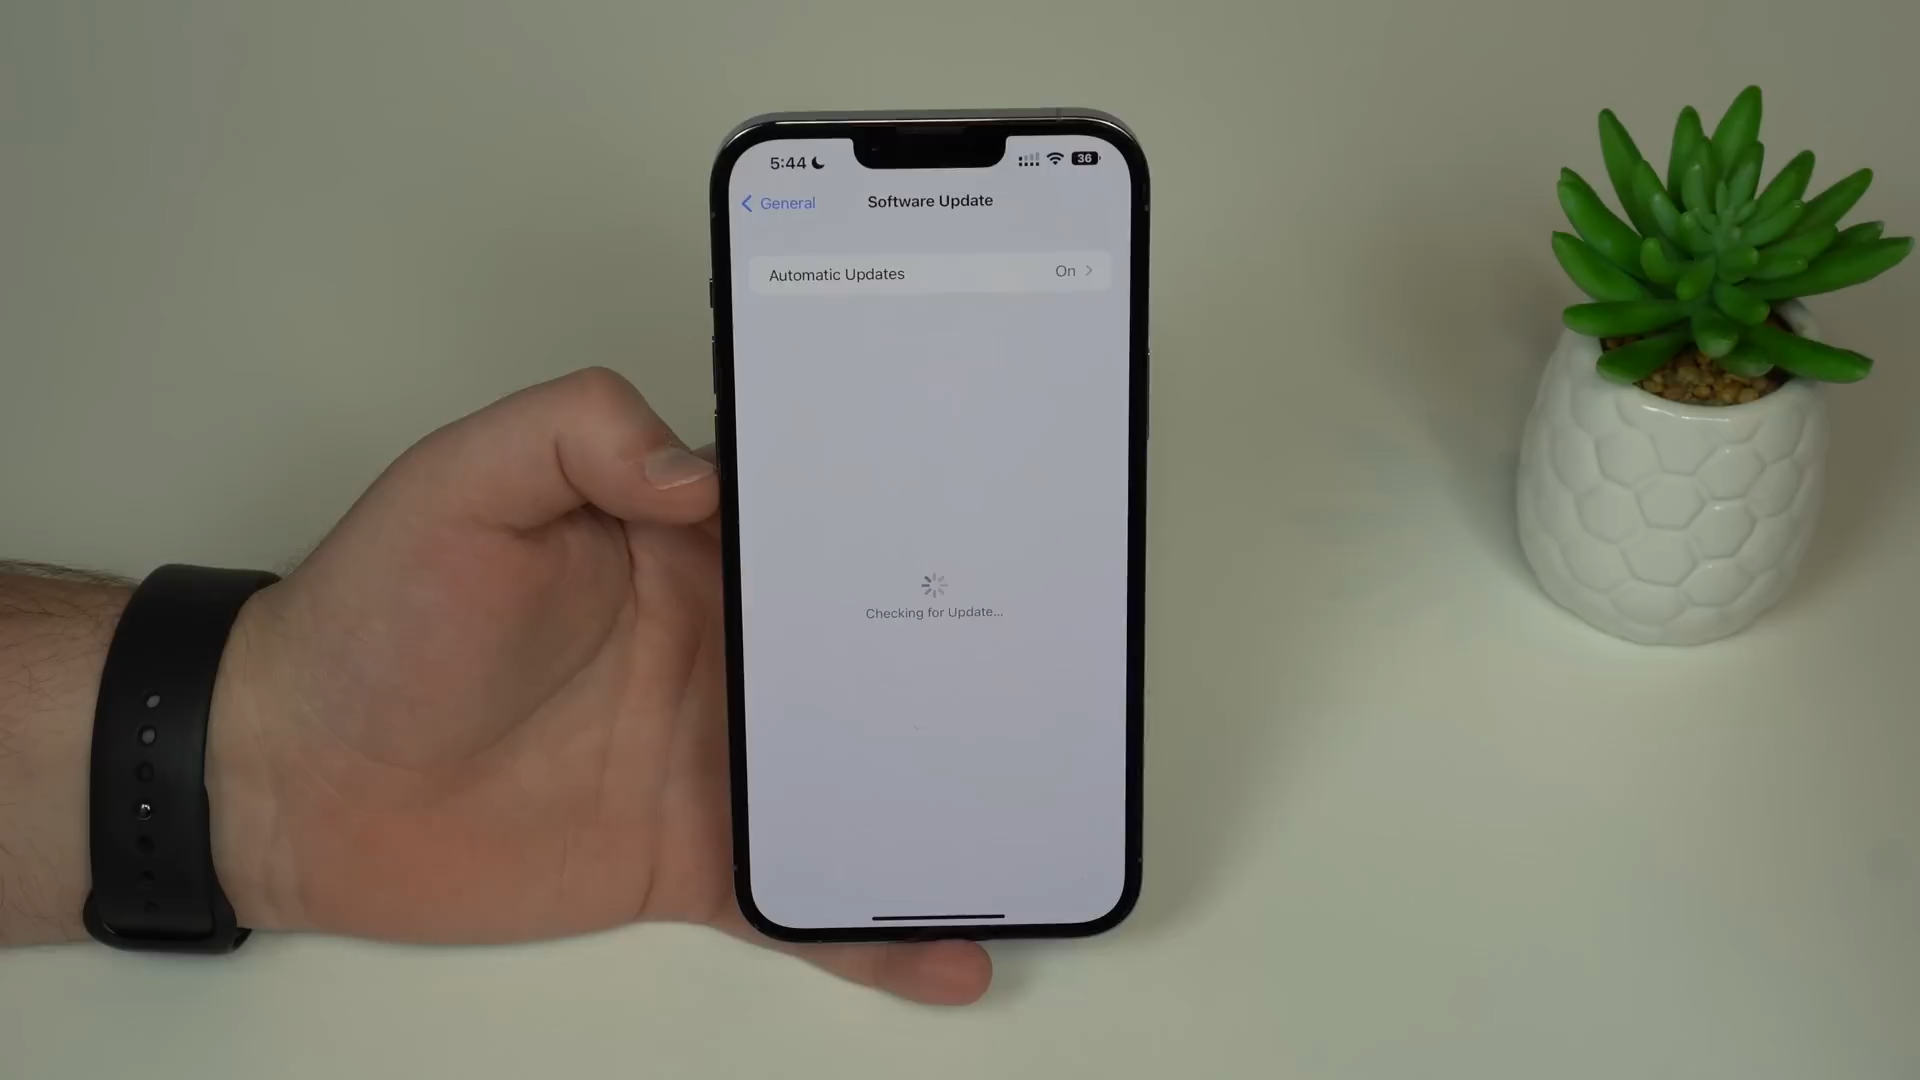 5:44
36
General
Software Update
Automatic Updates
On
Checking for Update...